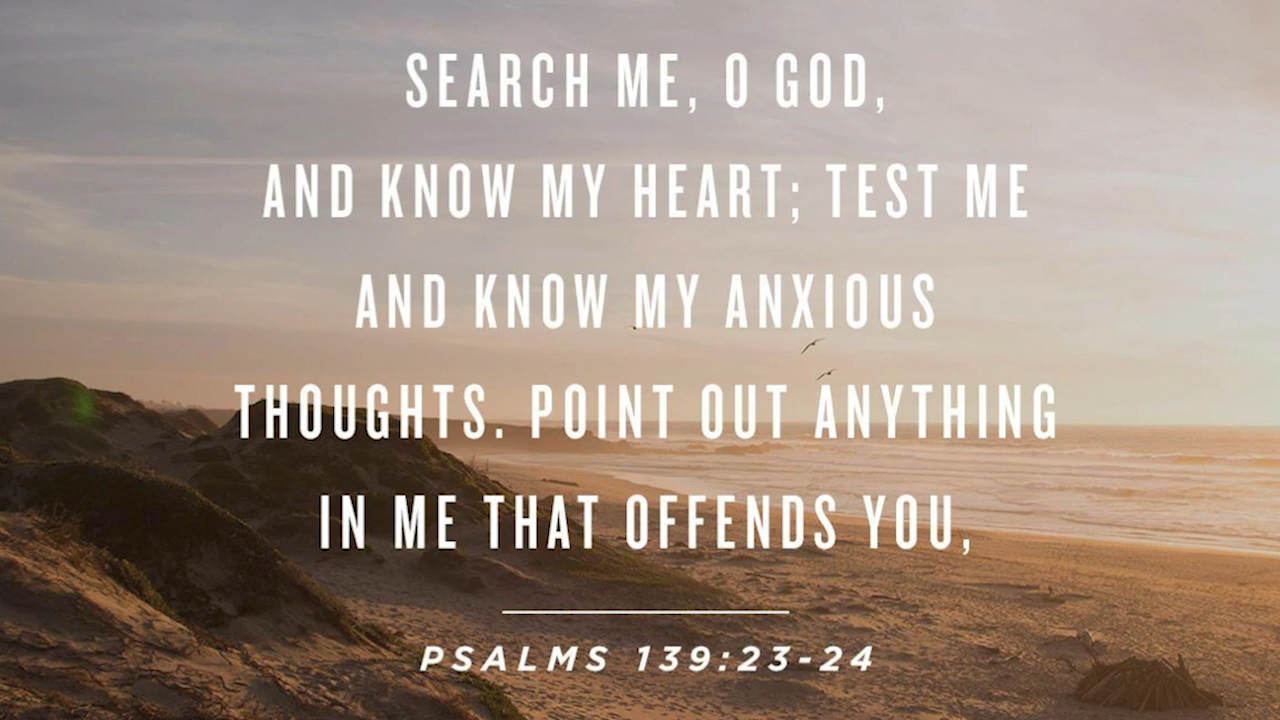 SEARCH ME, O GOD,
AND KNOW MY HEART; TEST ME
AND KNOW MY ANXIOUS
THOUGHTS. POINT OUT ANYTHING
IN ME THAT OFFENDS YOU,
PSALMS 139:23-24